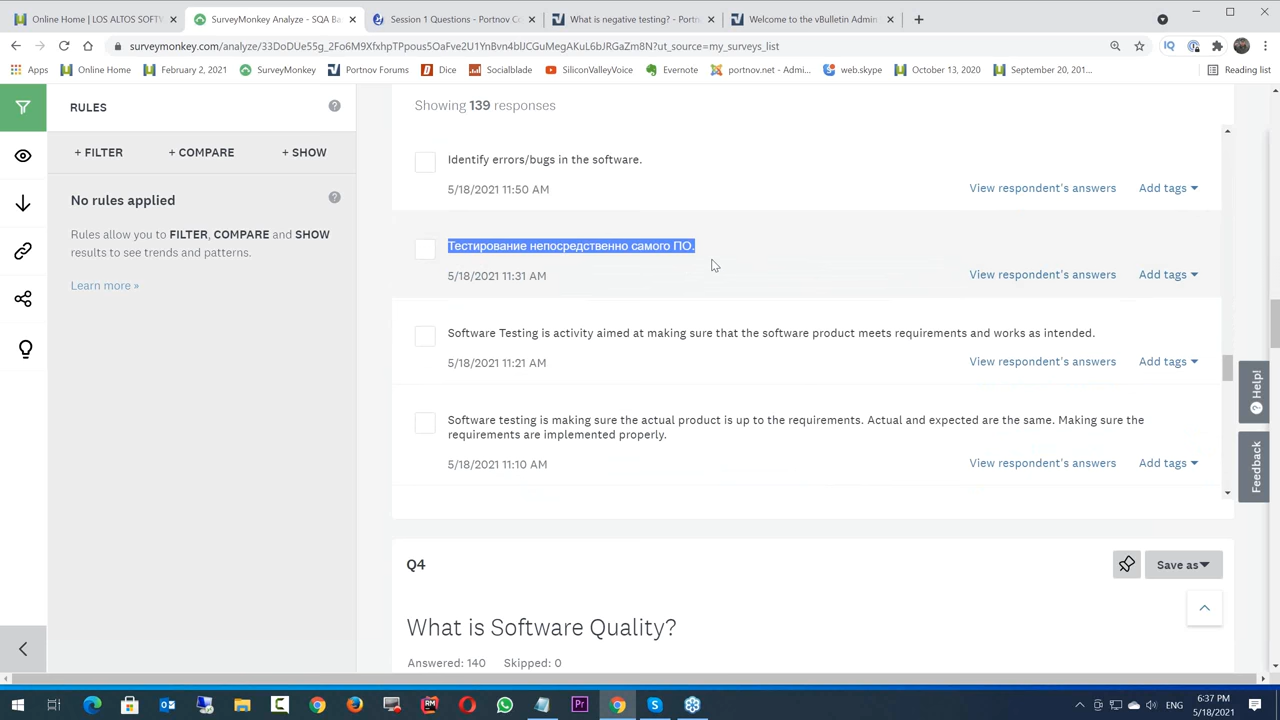 Online Home | LOS ALTOS SOFTW
SurveyMonkey Analyze - SQA Ba
Session 1 Questions - Portnov Co
What is negative testing? - Portn
Welcome to the vBulletin Admin
surveymonkey.com/analyze/33DoDUe55g_2Fo6M9XfxhpTPpous5OaFve2U1YnBm4bUCGuMegAKuL6bJRGaZm8N?ut_source=my_surveys_list
Apps
Online Home
February 2, 2021
SurveyMonkey
Portnov Forums
Dice
Socialblade
SiliconValleyVoice
Evernote
portnov.net - Admi...
web.skype
October 13, 2020
September 20, 201...
Reading list
RULES
+ FILTER
+ COMPARE
+ SHOW
No rules applied
Rules allow you to FILTER, COMPARE and SHOW
results to see trends and patterns.
Learn more »
Showing 139 responses
Identify errors/bugs in the software.
5/18/2021 11:50 AM
View respondent's answers
Add tags
Тестирование непосредственно самого ПО.
5/18/2021 11:31 AM
View respondent's answers
Add tags
Software Testing is activity aimed at making sure that the software product meets requirements and works as intended.
5/18/2021 11:21 AM
View respondent's answers
Add tags
Software testing is making sure the actual product is up to the requirements. Actual and expected are the same. Making sure the
requirements are implemented properly.
5/18/2021 11:10 AM
View respondent's answers
Add tags
Q4
Save as
What is Software Quality?
Answered: 140
Skipped: 0
Help!
Feedback
ENG
6:37 PM
5/18/2021